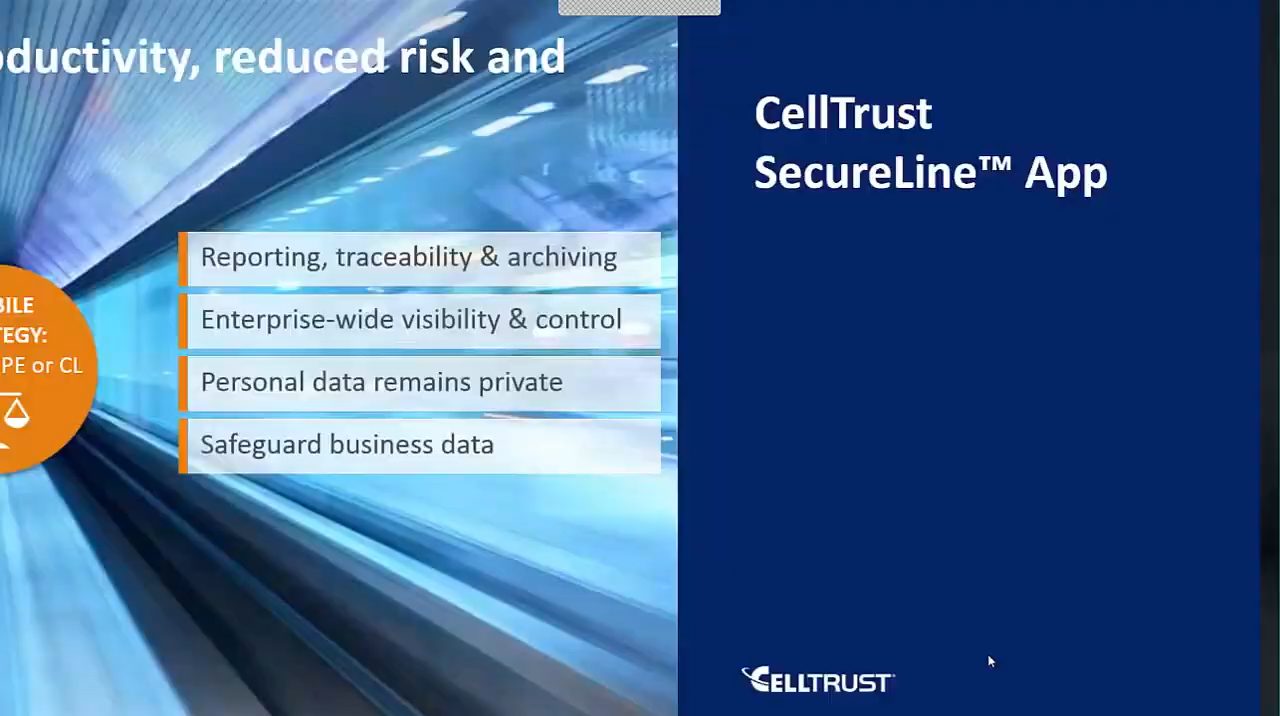 oductivity, reduced risk and
Reporting, traceability & archiving
Enterprise-wide visibility & control
Personal data remains private
Safeguard business data
BILE
TEGY:
PE or CL
CellTrust
SecureLine™ App
CELLTRUST